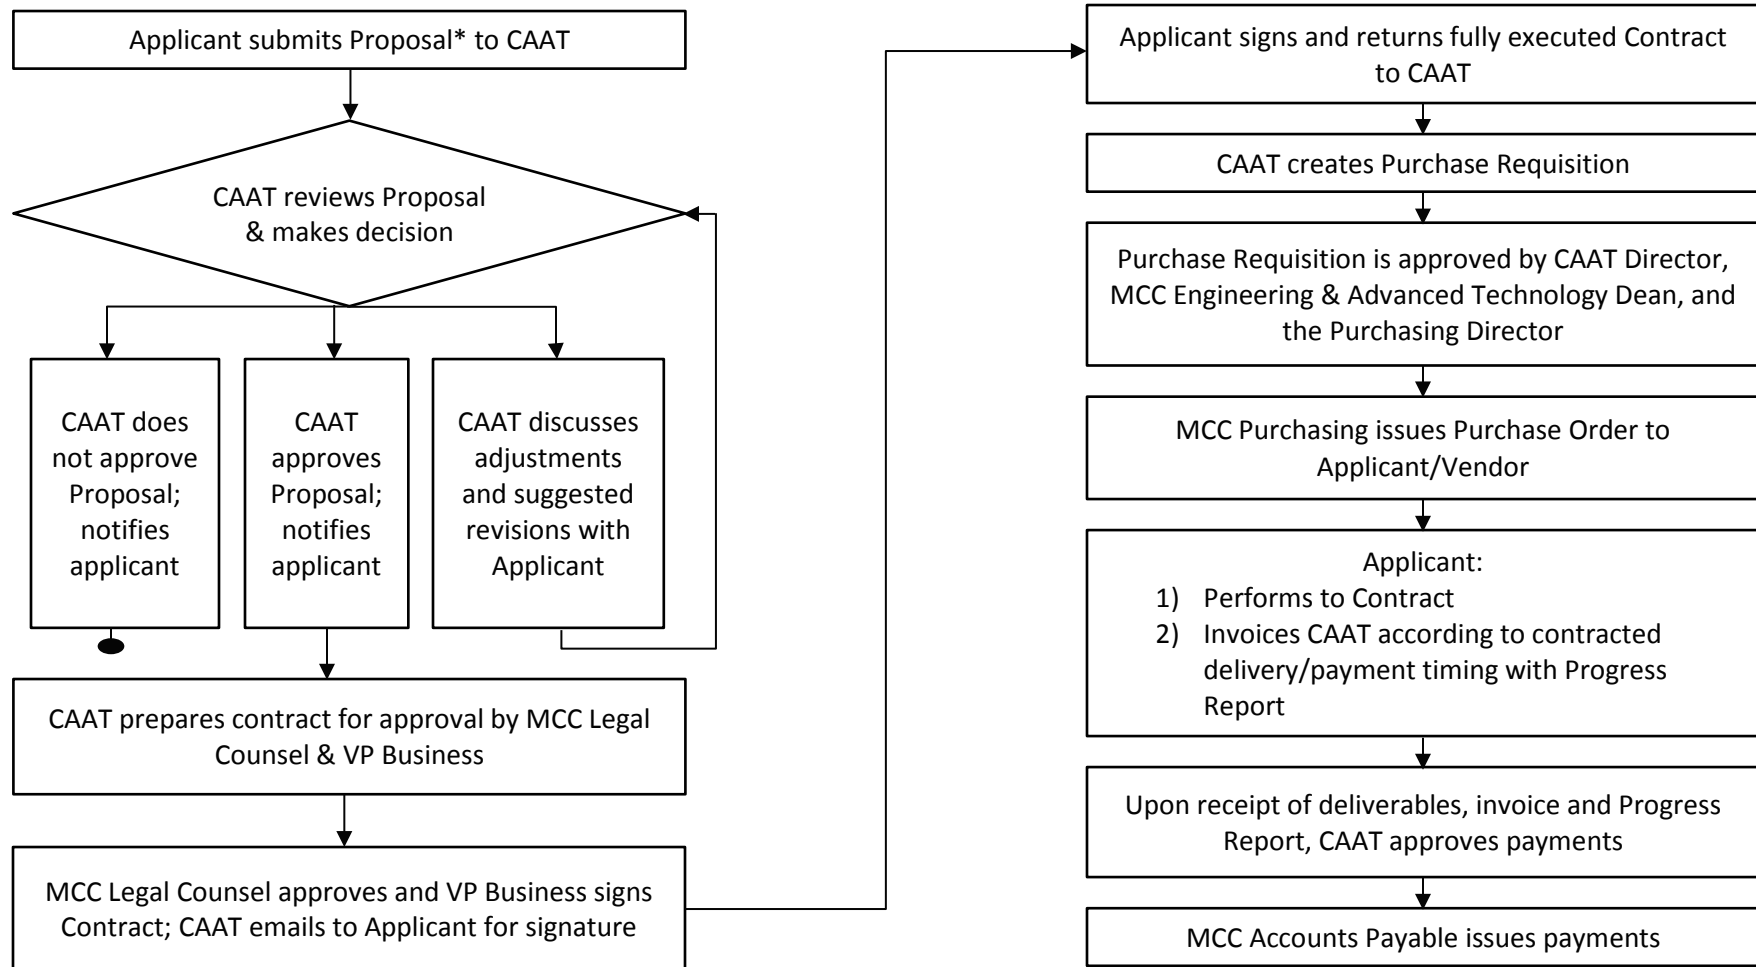 Applicant submits Proposal* to CAAT
CAAT reviews Proposal
& makes decision
CAAT does
not approve
Proposal;
notifies
applicant
CAAT
approves
Proposal;
notifies
applicant
CAAT discusses
adjustments
and suggested
revisions with
Applicant
CAAT prepares contract for approval by MCC Legal
Counsel & VP Business
MCC Legal Counsel approves and VP Business signs
Contract; CAAT emails to Applicant for signature
Applicant signs and returns fully executed Contract
to CAAT
CAAT creates Purchase Requisition
Purchase Requisition is approved by CAAT Director,
MCC Engineering & Advanced Technology Dean, and
the Purchasing Director
MCC Purchasing issues Purchase Order to
Applicant/Vendor
Applicant:
1) Performs to Contract
2) Invoices CAAT according to contracted
delivery/payment timing with Progress
Report
Upon receipt of deliverables, invoice and Progress
Report, CAAT approves payments
MCC Accounts Payable issues payments